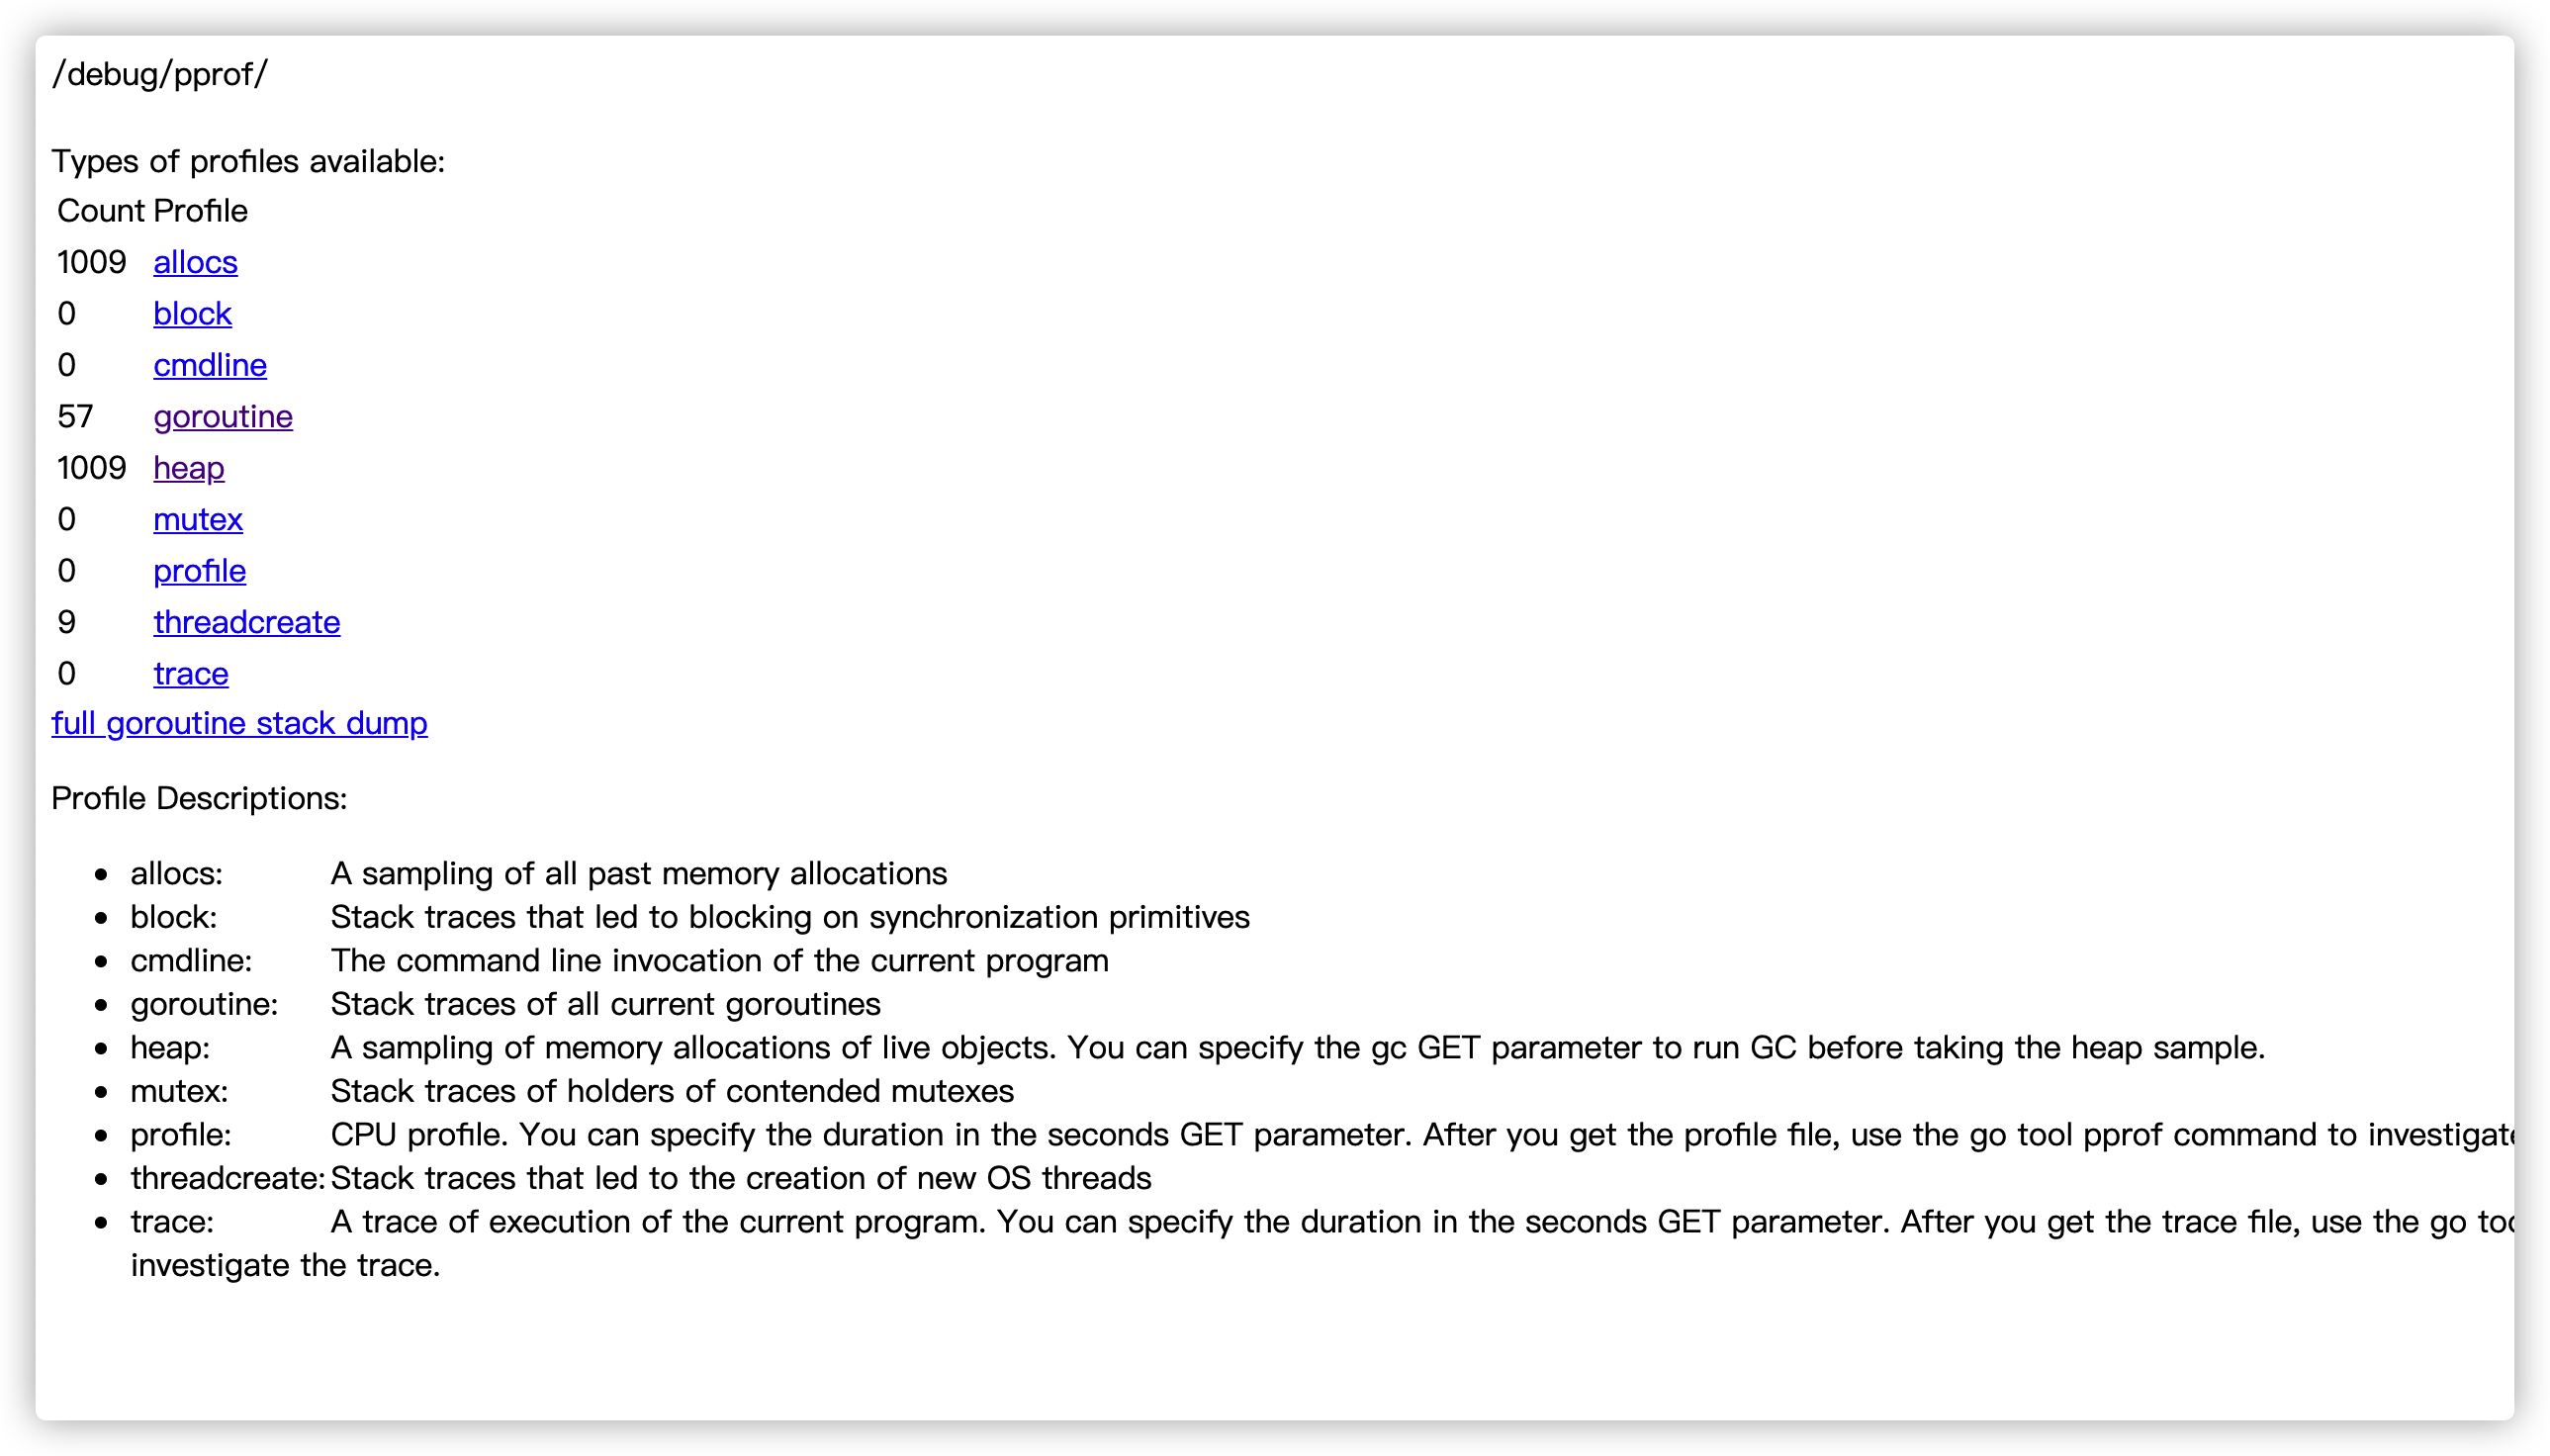 /debug/pprof/
Types of profiles available:
Count Profile
1009 allocs
0 block
0 cmdline
57 goroutine
1009 heap
0 mutex
0 profile
9 threadcreate
0 trace
full goroutine stack dump
Profile Descriptions:
• allocs: A sampling of all past memory allocations
• block: Stack traces that led to blocking on synchronization primitives
• cmdline: The command line invocation of the current program
• goroutine: Stack traces of all current goroutines
• heap: A sampling of memory allocations of live objects. You can specify the gc GET parameter to run GC before taking the heap sample.
• mutex: Stack traces of holders of contended mutexes
• profile: CPU profile. You can specify the duration in the seconds GET parameter. After you get the profile file, use the go tool pprof command to investigate
• threadcreate: Stack traces that led to the creation of new OS threads
• trace: A trace of execution of the current program. You can specify the duration in the seconds GET parameter. After you get the trace file, use the go
investigate the trace.